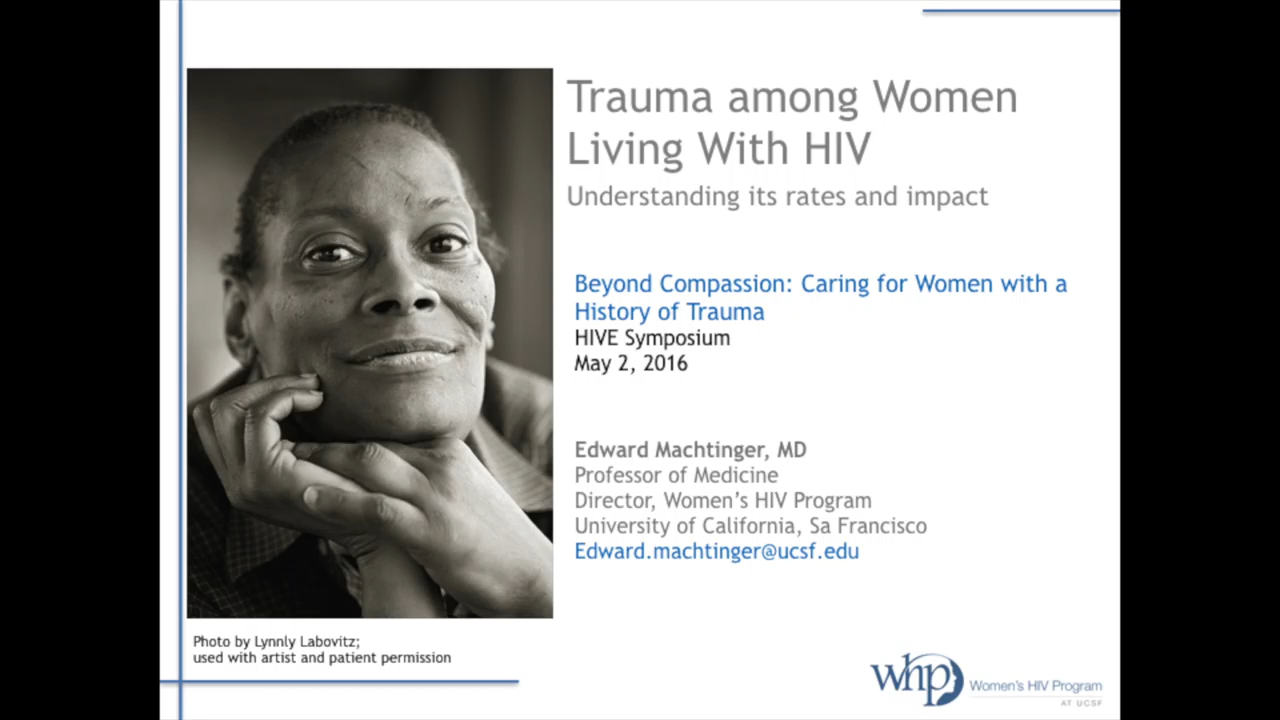 Trauma among Women
Living With HIV
Understanding its rates and impact
Beyond Compassion: Caring for Women with a
History of Trauma
HIVE Symposium
May 2, 2016
Edward Machtinger, MD
Professor of Medicine
Director, Women's HIV Program
University of California, Sa Francisco
Edward.machtinger@ucsf.edu
Photo by Lynnly Labovitz;
used with artist and patient permission
whp
Women's HIV Program
AT UCSF